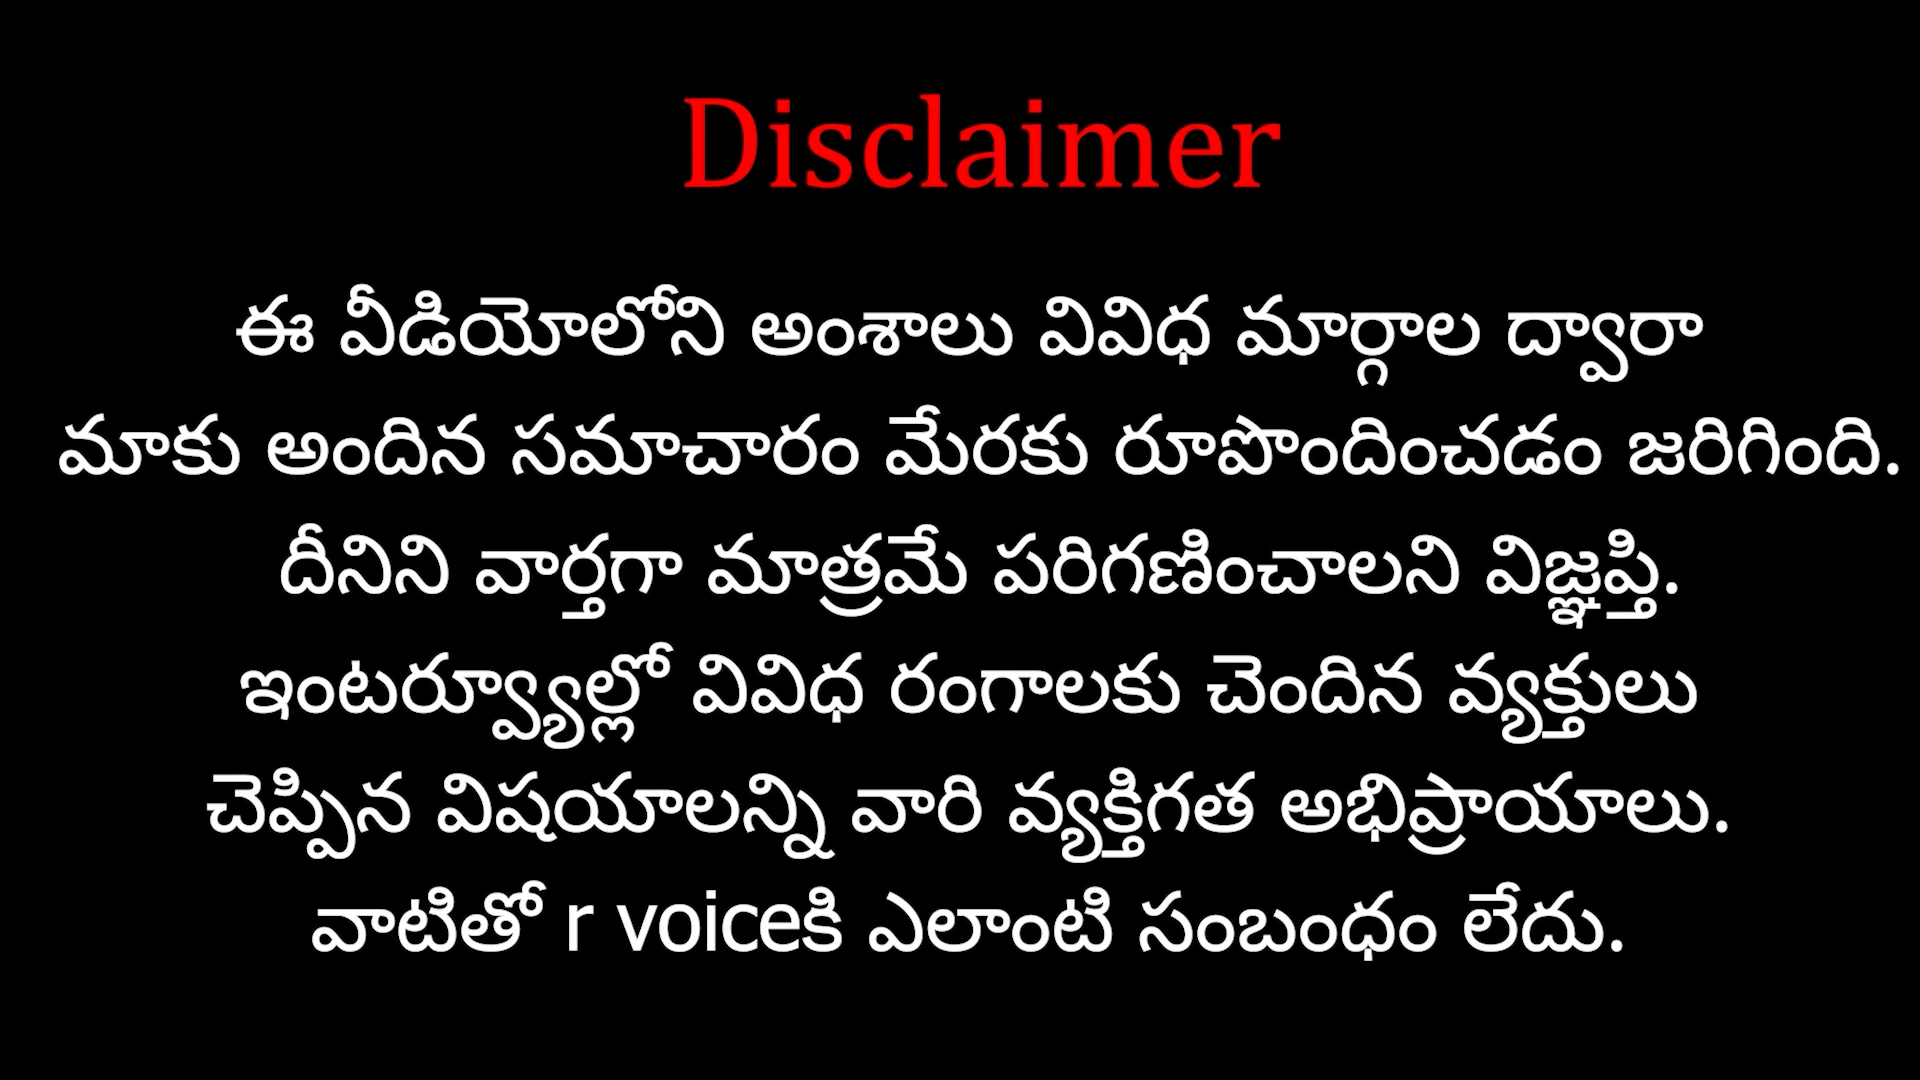 Disclaimer
ఈ వీడియోలోని అంశాలు వివిధ మార్గాల ద్వారా
మాకు అందిన సమాచారం మేరకు రూపొందించడం జరిగింది.
దీనిని వార్తగా మాత్రమే పరిగణించాలని విజ్ఞప్తి.
ఇంటర్వ్యూల్లో వివిధ రంగాలకు చెందిన వ్యక్తులు
చెప్పిన విషయాలన్ని వారి వ్యక్తిగత అభిప్రాయాలు.
వాటితో r voiceకి ఎలాంటి సంబంధం లేదు.